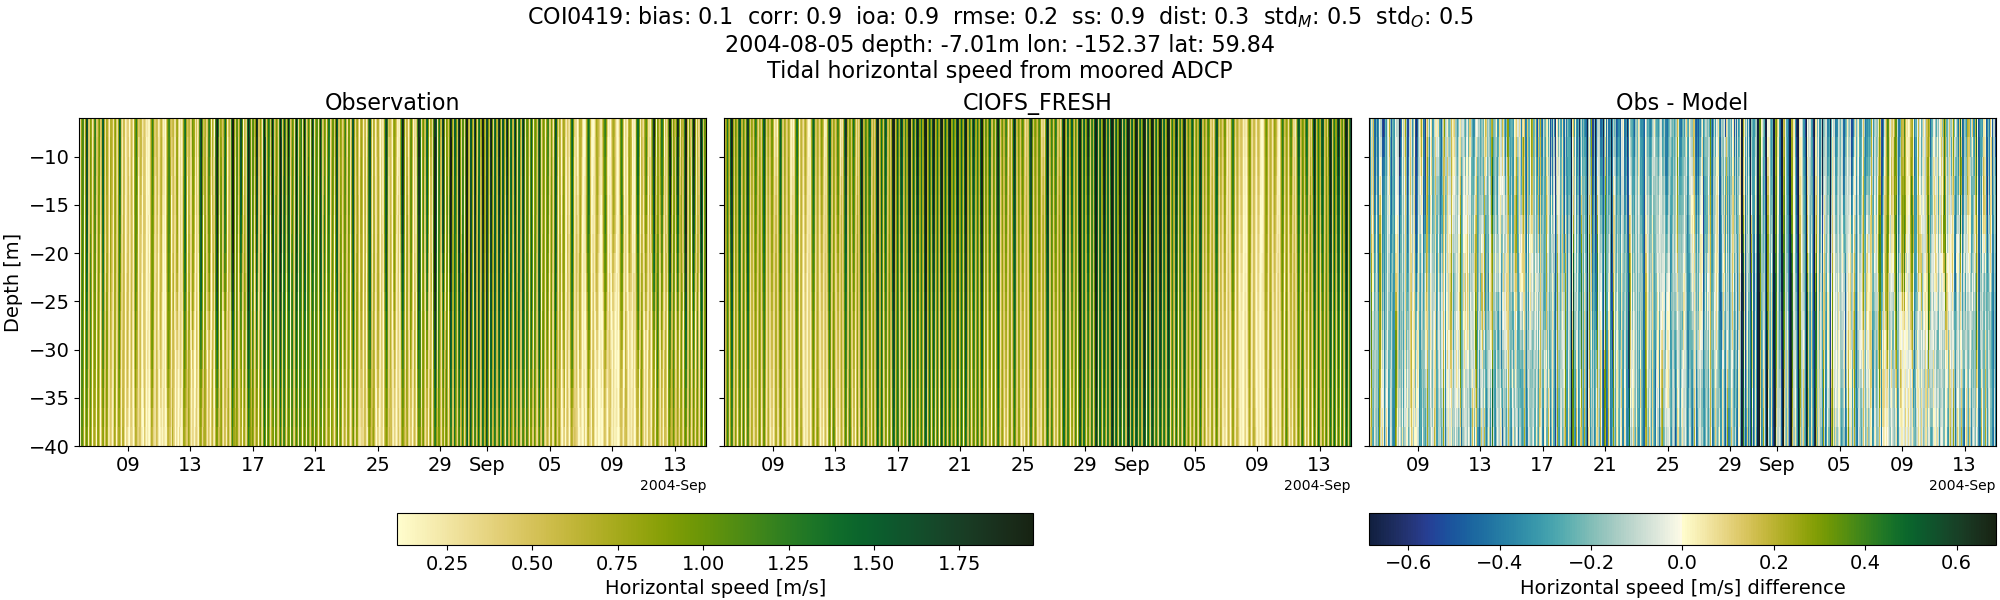 COI0419: bias: 0.1 corr: 0.9 ioa: 0.9 rmse: 0.2 ss: 0.9 dist: 0.3 std_M: 0.5 std_O: 0.5
2004-08-05 depth: -7.01m lon: -152.37 lat: 59.84
Tidal horizontal speed from moored ADCP
Observation CIOFS_FRESH Obs - Model
Depth [m]
−10
−15
−20
−25
−30
−35
−40
09 13 17 21 25 29 Sep 05 09 13
2004-Sep
09 13 17 21 25 29 Sep 05 09 13
2004-Sep
09 13 17 21 25 29 Sep 05 09 13
2004-Sep
0.25 0.50 0.75 1.00 1.25 1.50 1.75
Horizontal speed [m/s]
−0.6 −0.4 −0.2 0.0 0.2 0.4 0.6
Horizontal speed [m/s] difference